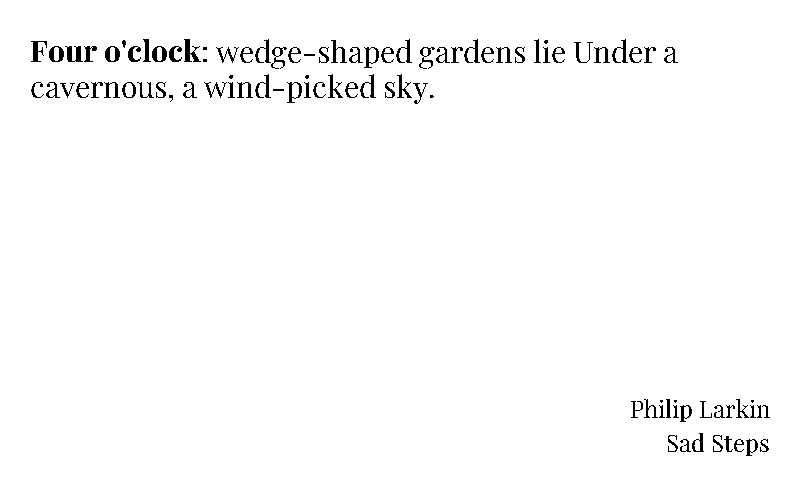 Four o'clock: wedge-shaped gardens lie Under a
cavernous, a wind-picked sky.
Philip Larkin
Sad Steps